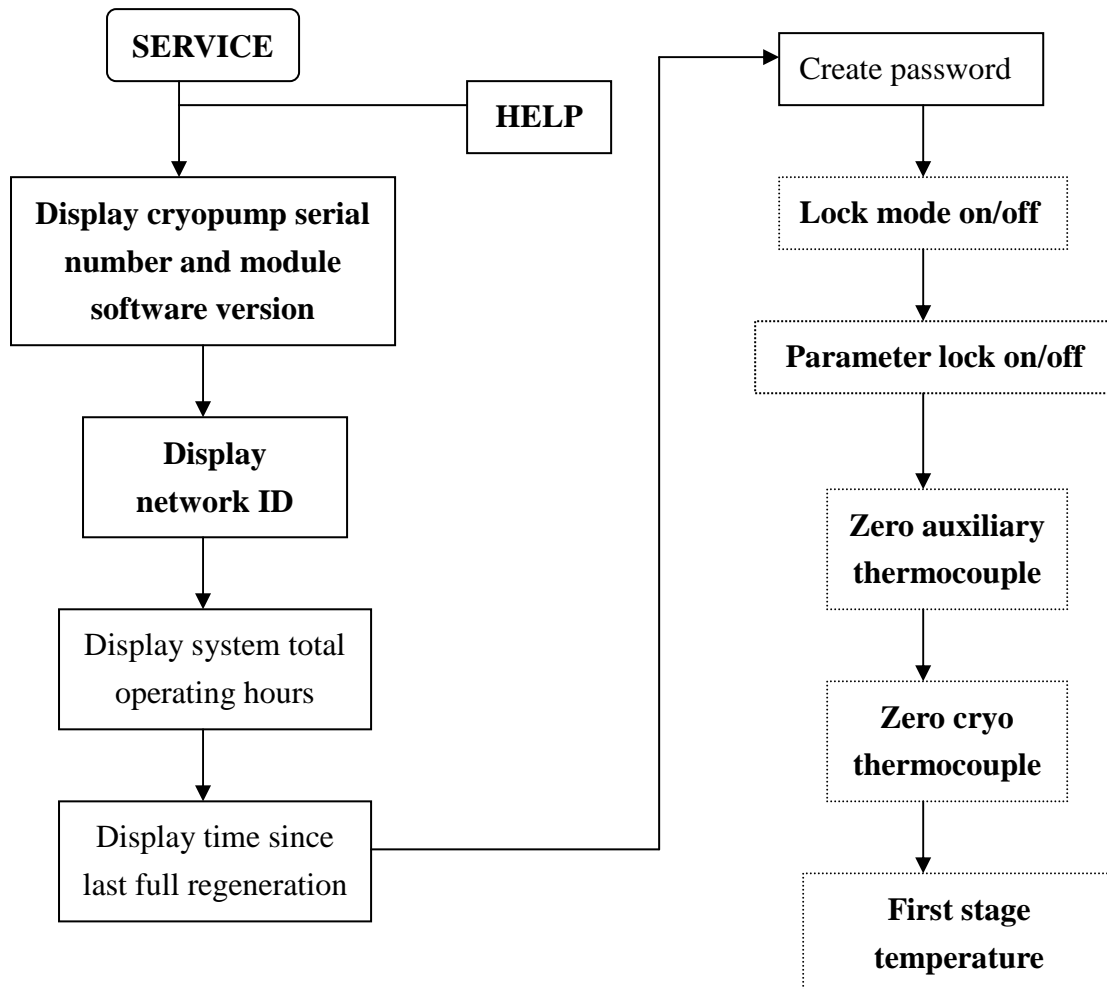 SERVICE
HELP
Display cryopump serial
number and module
software version
Display
network ID
Display system total
operating hours
Display time since
last full regeneration
Create password
Lock mode on/off
Parameter lock on/off
Zero auxiliary
thermocouple
Zero cryo
thermocouple
First stage
temperature